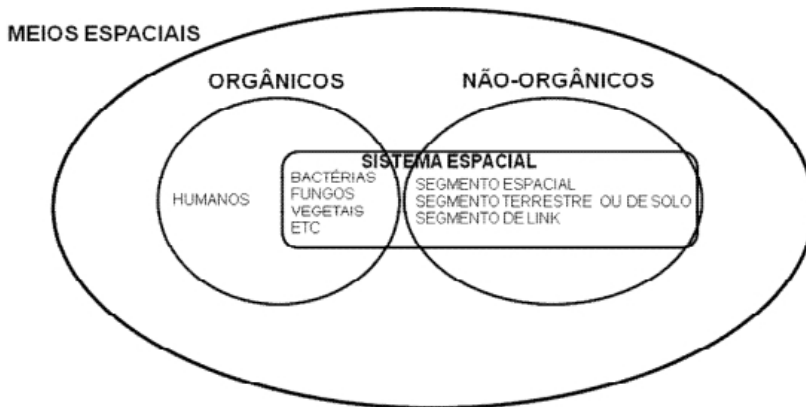 MEIOS ESPACIAIS
ORGÂNICOS
NÃO-ORGÂNICOS
SISTEMA ESPACIAL
HUMANOS
BACTÉRIAS
FUNGOS
VEGETAIS
ETC
SEGMENTO ESPACIAL
SEGMENTO TERRESTRE OU DE SOLO
SEGMENTO DE LINK